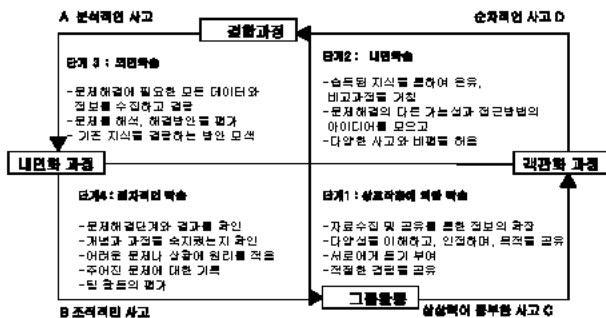 A 분석적인 사고
순차적인 사고 D
결합과정
단계 3 : 외면학습
-문제해결에 필요한 모든 데이터와
정보를 수집하고 결합
-문제를 해석, 해결방안을 평가
- 기존 지식을 결합하는 방안 모색
단계2 : 내면학습
-습득된 지식을 통하여 은유,
비교과정을 거침
-문제해결의 다른 가능성과 접근방법의
아이디어를 모으고
-다양한 사고와 비평을 허용
내면화 과정
객관화 과정
단계4 : 절차적인 학습
-문제해결단계와 결과를 확인
-개념과 과정을 숙지했는지 확인
-어려운 문제나 상황에 원리를 적용
-주어진 문제에 대한 기록
-팀 활동의 평가
단계1 : 상호작용에 의한 학습
-자료수집 및 공유를 통한 정보의 확장
-다양성을 이해하고, 인정하며, 목적을 공유
-서로에게 동기 부여
-적절한 결론을 공유
그룹활동
B 조직적인 사고
상상력이 풍부한 사고 C